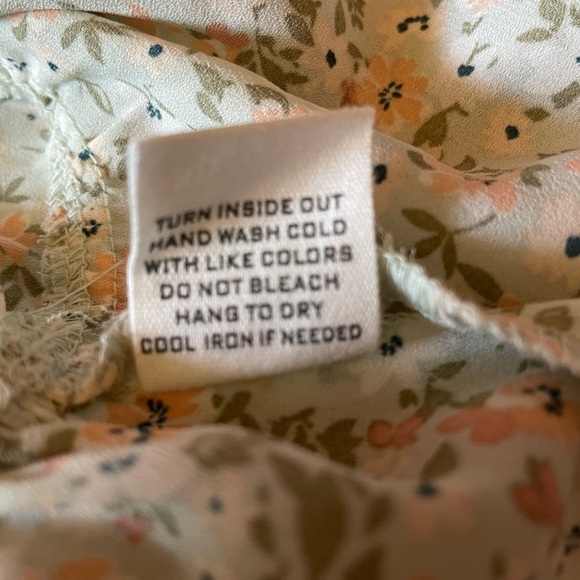 TURN INSIDE OUT
HAND WASH COLD
WITH LIKE COLORS
DO NOT BLEACH
HANG TO DRY
COOL IRON IF NEEDED